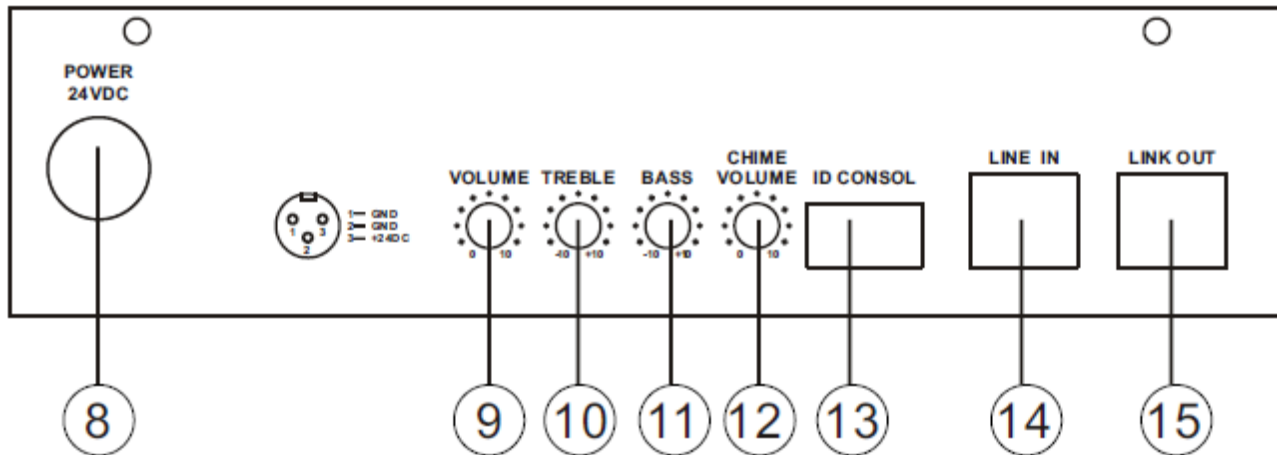 POWER
24VDC
1 GND
2 GND
3 +24DC
1 3
2
VOLUME
0 10
TREBLE
-10 +10
BASS
-10 +10
CHIME
VOLUME
0 10
ID CONSOL
LINE IN
LINK OUT
8 9 10 11 12 13 14 15